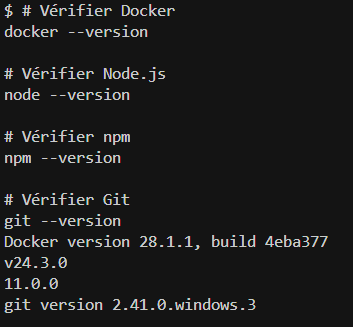 $ # Vérifier Docker
docker --version
# Vérifier Node.js
node --version
# Vérifier npm
npm --version
# Vérifier Git
git --version
Docker version 28.1.1, build 4eba377
v24.3.0
11.0.0
git version 2.41.0.windows.3